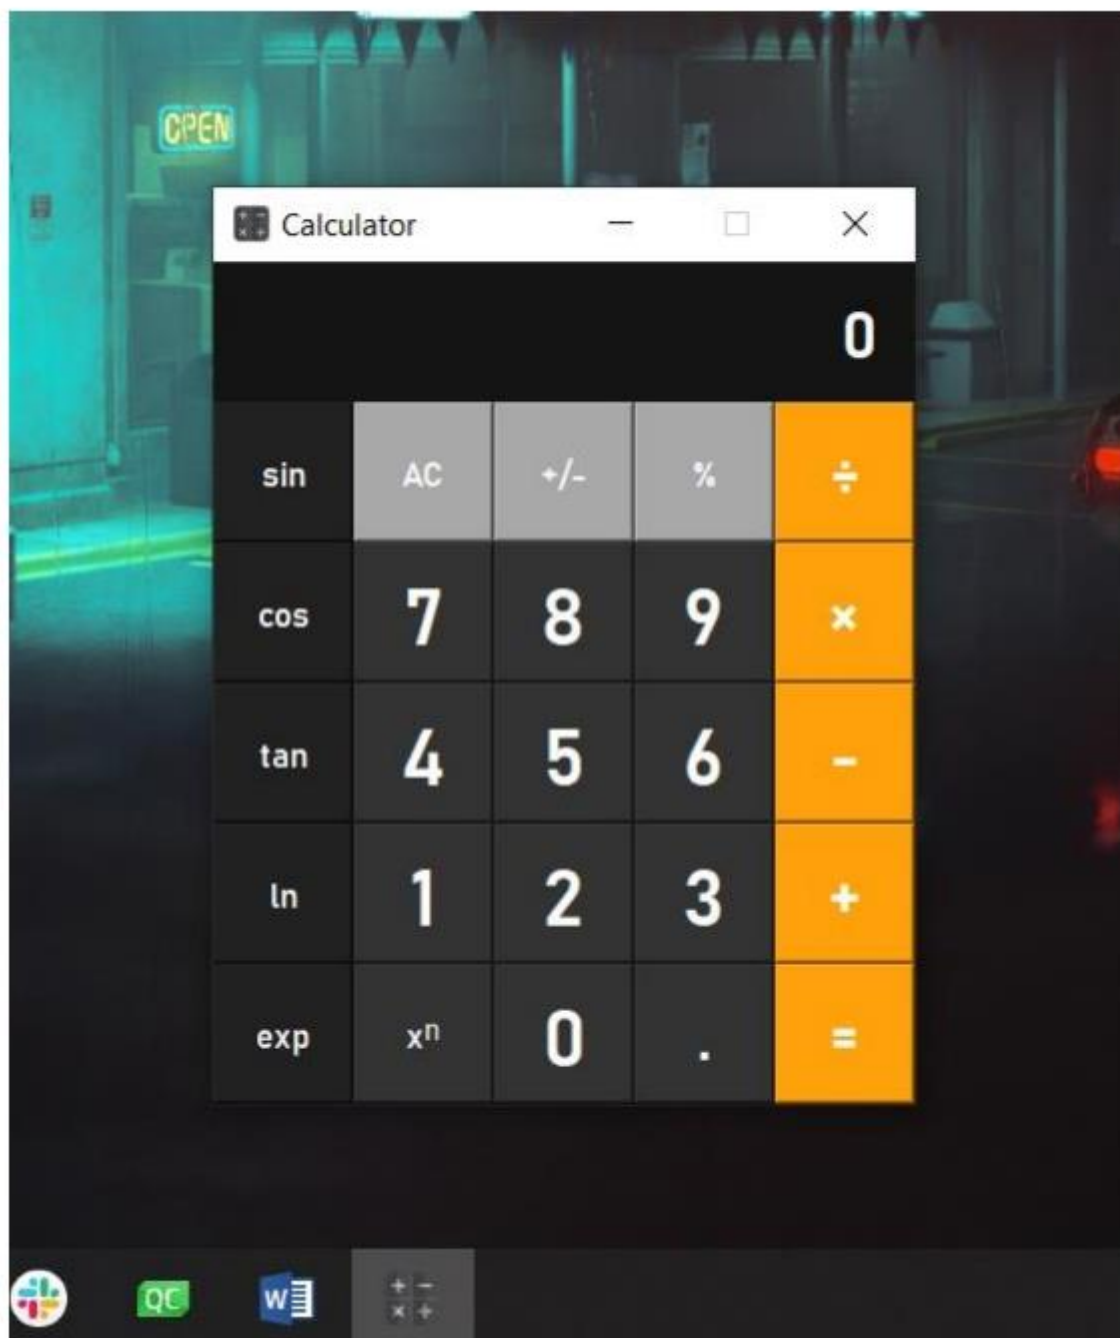 OPEN
Calculator
0
sin AC +/- % ÷
cos 7 8 9 ×
tan 4 5 6 -
ln 1 2 3 +
exp xⁿ 0 . =
QC W